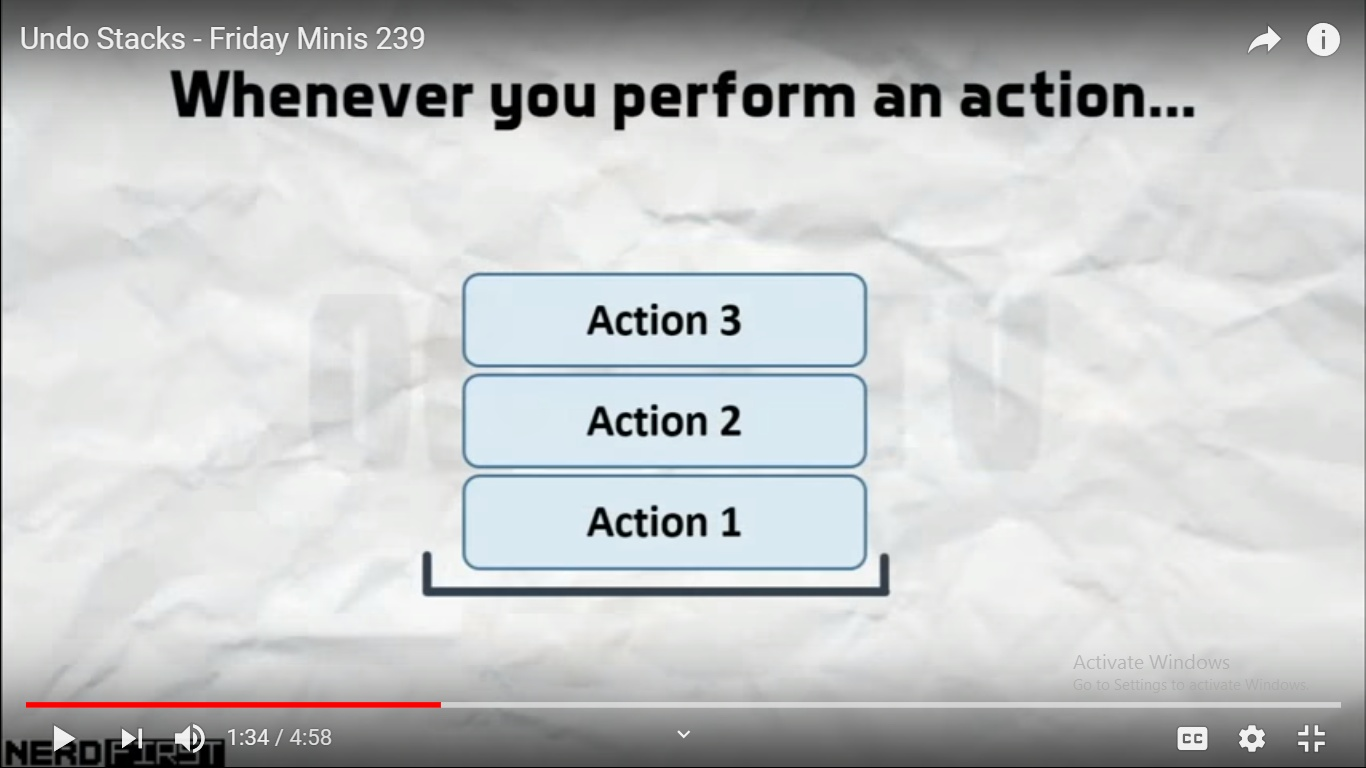 Undo Stacks - Friday Minis 239
Whenever you perform an action...
Action 3
Action 2
Action 1
Activate Windows
Go to Settings to activate Windows.
1:34 / 4:58
CC
NERDFIRST